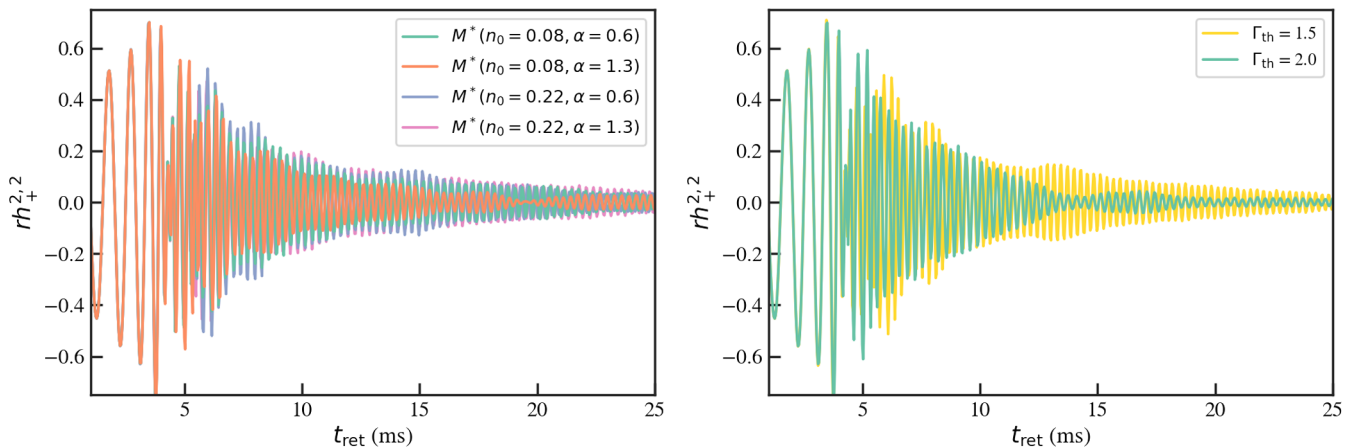 0.6
0.4
0.2
0.0
−0.2
−0.4
−0.6
rh₊²,²
5
10
15
20
25
t_ret (ms)
M*(n₀ = 0.08, α = 0.6)
M*(n₀ = 0.08, α = 1.3)
M*(n₀ = 0.22, α = 0.6)
M*(n₀ = 0.22, α = 1.3)
0.6
0.4
0.2
0.0
−0.2
−0.4
−0.6
rh₊²,²
5
10
15
20
25
t_ret (ms)
Γ_th = 1.5
Γ_th = 2.0